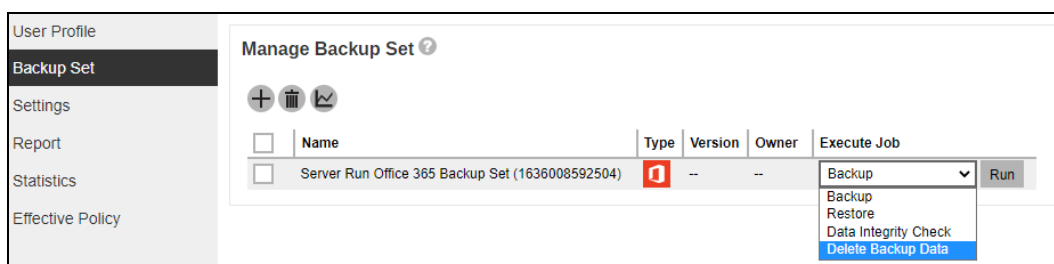 User Profile
Backup Set
Settings
Report
Statistics
Effective Policy
Manage Backup Set ?
Name Type Version Owner Execute Job
Server Run Office 365 Backup Set (1636008592504) -- -- Backup Run
Backup
Restore
Data Integrity Check
Delete Backup Data